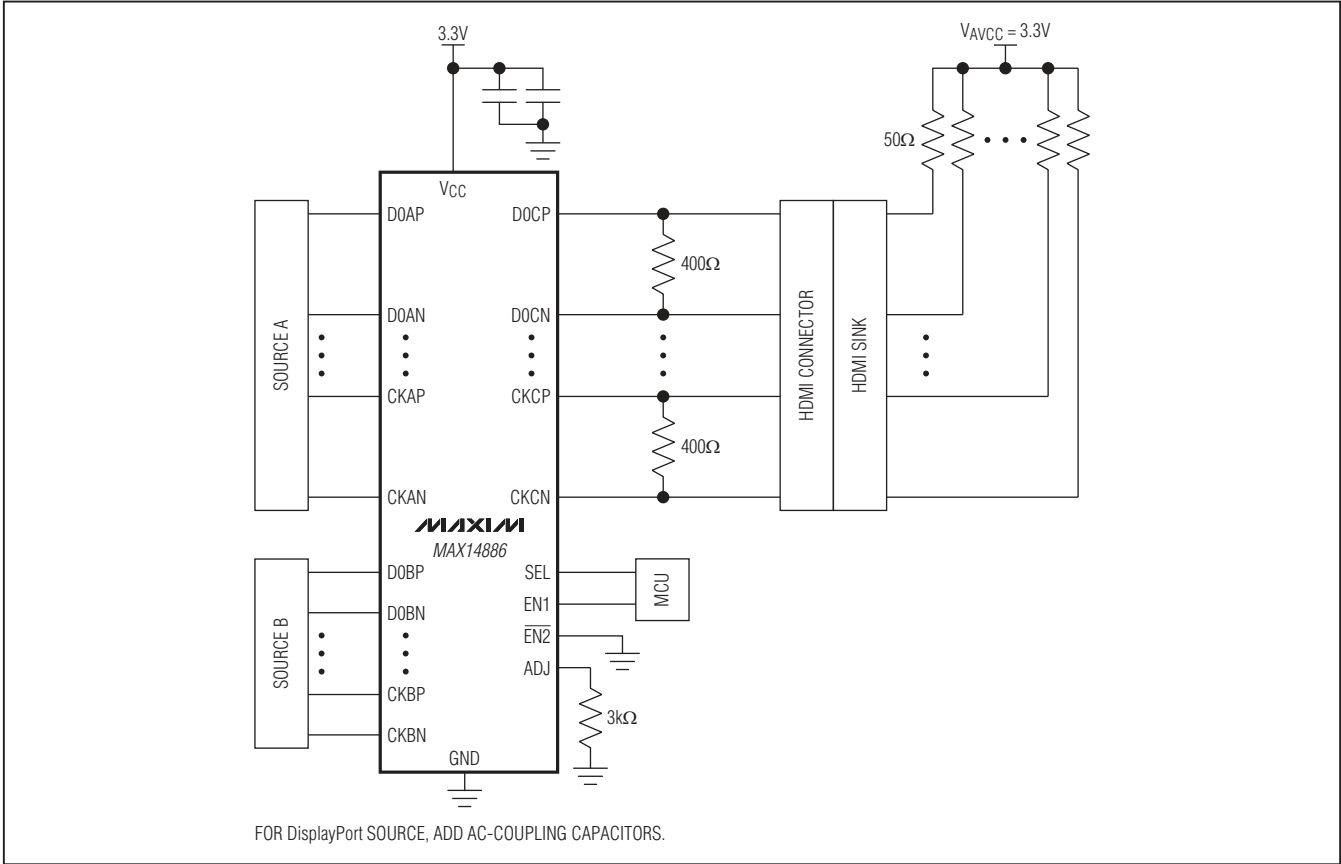 3.3V
VAVCC = 3.3V
50Ω
VCC
D0AP
D0CP
400Ω
D0AN
D0CN
SOURCE A
HDMI CONNECTOR
HDMI SINK
CKAP
CKCP
400Ω
CKAN
CKCN
MAXIM
MAX14886
D0BP
SEL
MCU
D0BN
EN1
SOURCE B
EN2
ADJ
CKBP
3kΩ
CKBN
GND
FOR DisplayPort SOURCE, ADD AC-COUPLING CAPACITORS.